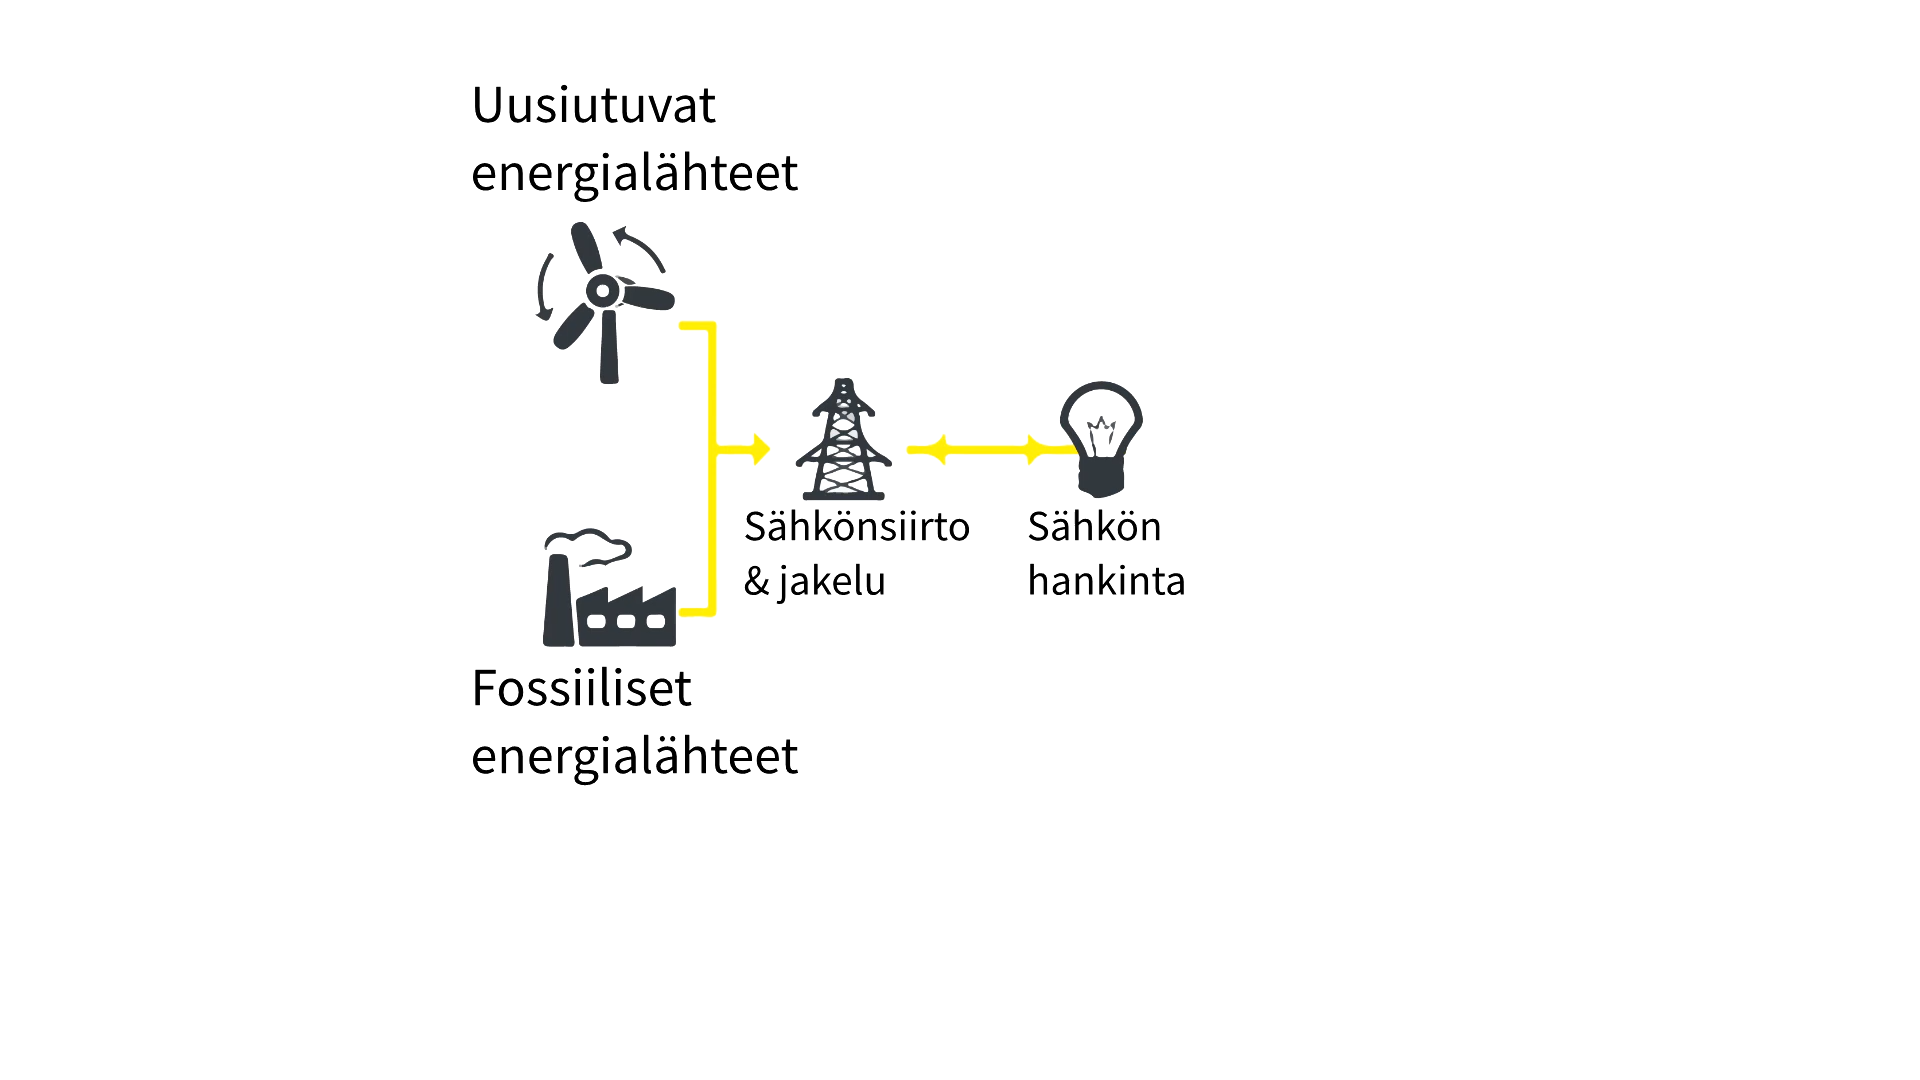 Uusiutuvat
energialähteet
Sähkönsiirto
& jakelu
Sähkön
hankinta
Fossiiliset
energialähteet